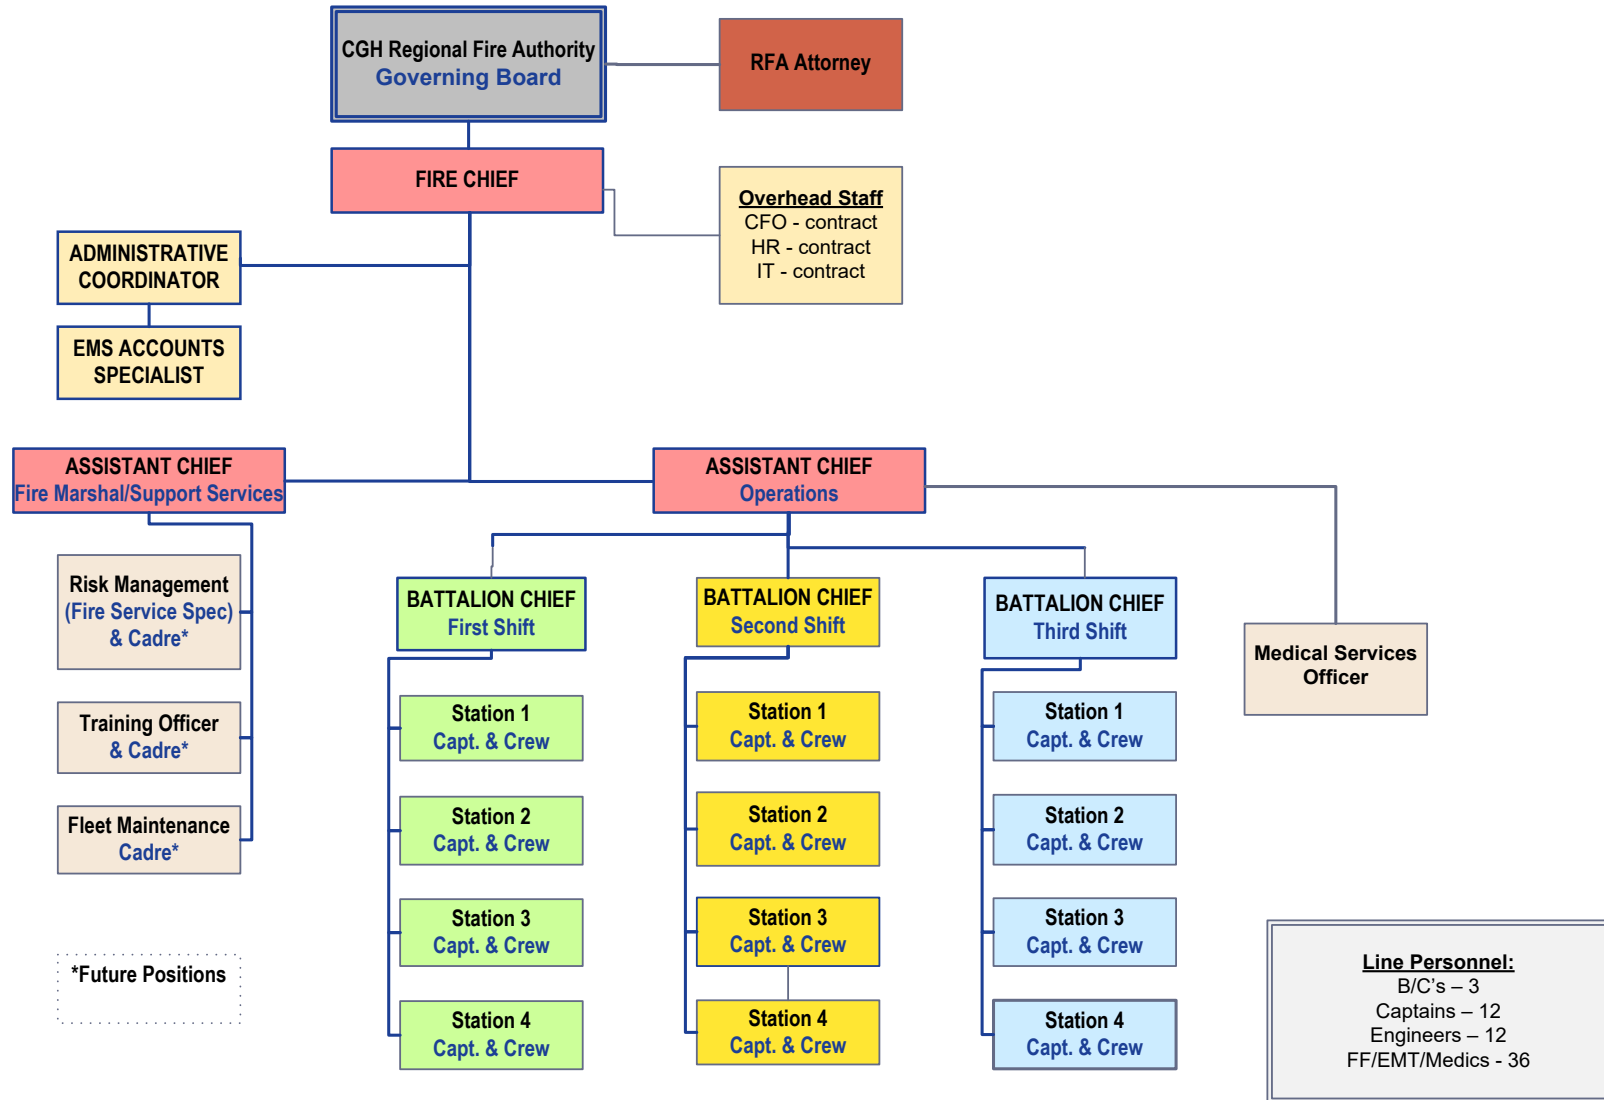 CGH Regional Fire Authority
Governing Board
RFA Attorney
FIRE CHIEF
Overhead Staff
CFO - contract
HR - contract
IT - contract
ADMINISTRATIVE
COORDINATOR
EMS ACCOUNTS
SPECIALIST
ASSISTANT CHIEF
Fire Marshal/Support Services
ASSISTANT CHIEF
Operations
Risk Management
(Fire Service Spec)
& Cadre*
Training Officer
& Cadre*
Fleet Maintenance
Cadre*
*Future Positions
BATTALION CHIEF
First Shift
Station 1
Capt. & Crew
Station 2
Capt. & Crew
Station 3
Capt. & Crew
Station 4
Capt. & Crew
BATTALION CHIEF
Second Shift
Station 1
Capt. & Crew
Station 2
Capt. & Crew
Station 3
Capt. & Crew
Station 4
Capt. & Crew
BATTALION CHIEF
Third Shift
Station 1
Capt. & Crew
Station 2
Capt. & Crew
Station 3
Capt. & Crew
Station 4
Capt. & Crew
Medical Services
Officer
Line Personnel:
B/C’s – 3
Captains – 12
Engineers – 12
FF/EMT/Medics - 36